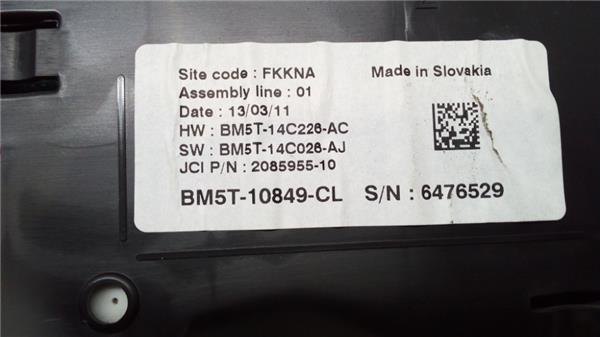 Site code : FKKNA Made in Slovakia
Assembly line : 01
Date : 13/03/11
HW : BM5T-14C226-AC
SW : BM5T-14C026-AJ
JCI P/N : 2085955-10
BM5T-10849-CL S/N : 6476529